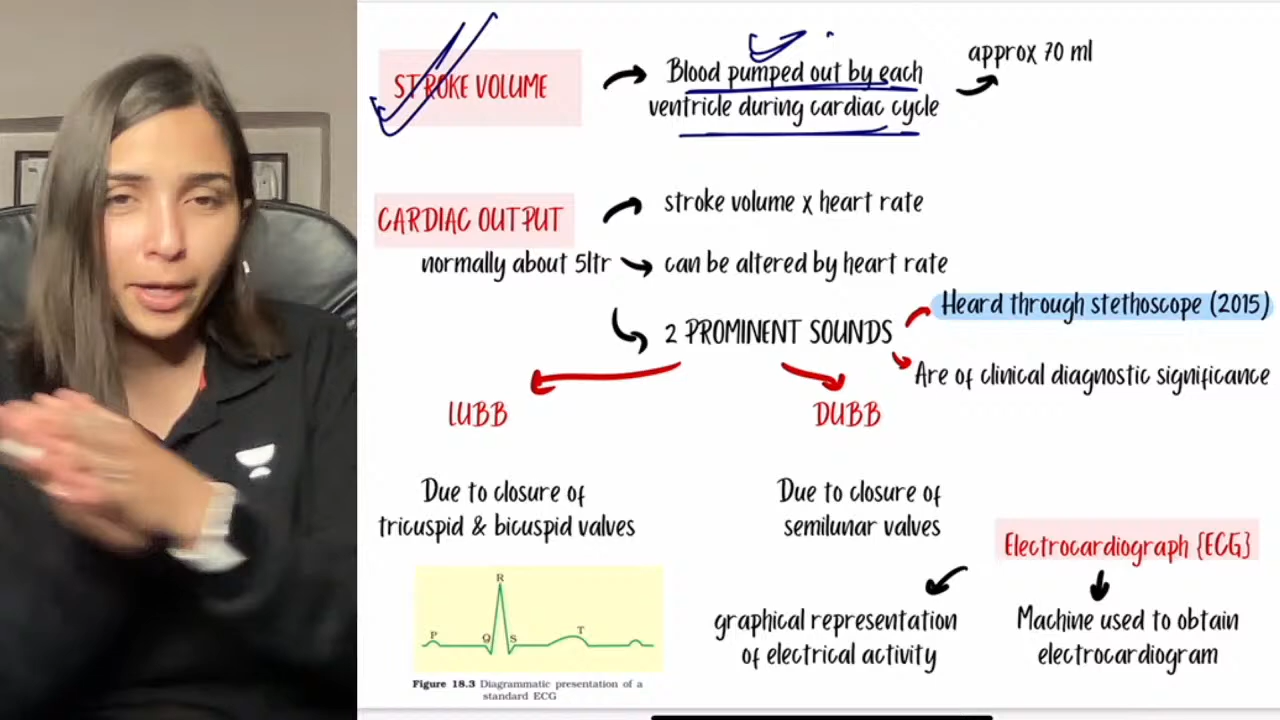 STROKE VOLUME
Blood pumped out by each
ventricle during cardiac cycle
approx 70 ml
CARDIAC OUTPUT
stroke volume x heart rate
normally about 5ltr
can be altered by heart rate
2 PROMINENT SOUNDS
Heard through stethoscope (2015)
Are of clinical diagnostic significance
LUBB
DUBB
Due to closure of
tricuspid & bicuspid valves
Due to closure of
semilunar valves
Electrocardiograph {ECG}
graphical representation
of electrical activity
Machine used to obtain
electrocardiogram
R
P
Q
S
T
Figure 18.3 Diagrammatic presentation of a
standard ECG